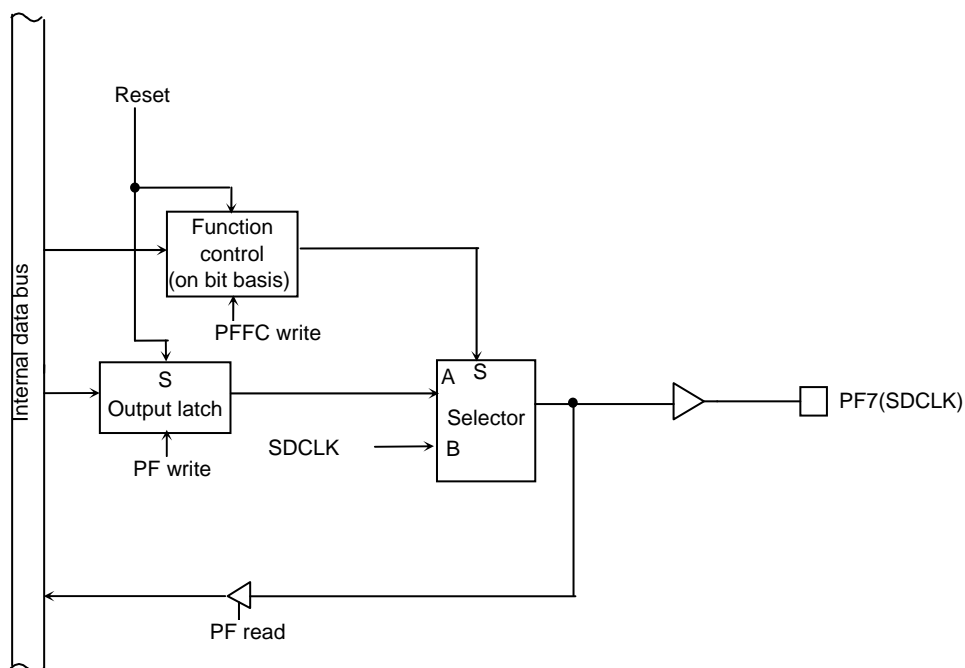 Reset
Internal data bus
Function
control
(on bit basis)
PFFC write
S
Output latch
PF write
SDCLK
A
S
Selector
B
PF7(SDCLK)
PF read